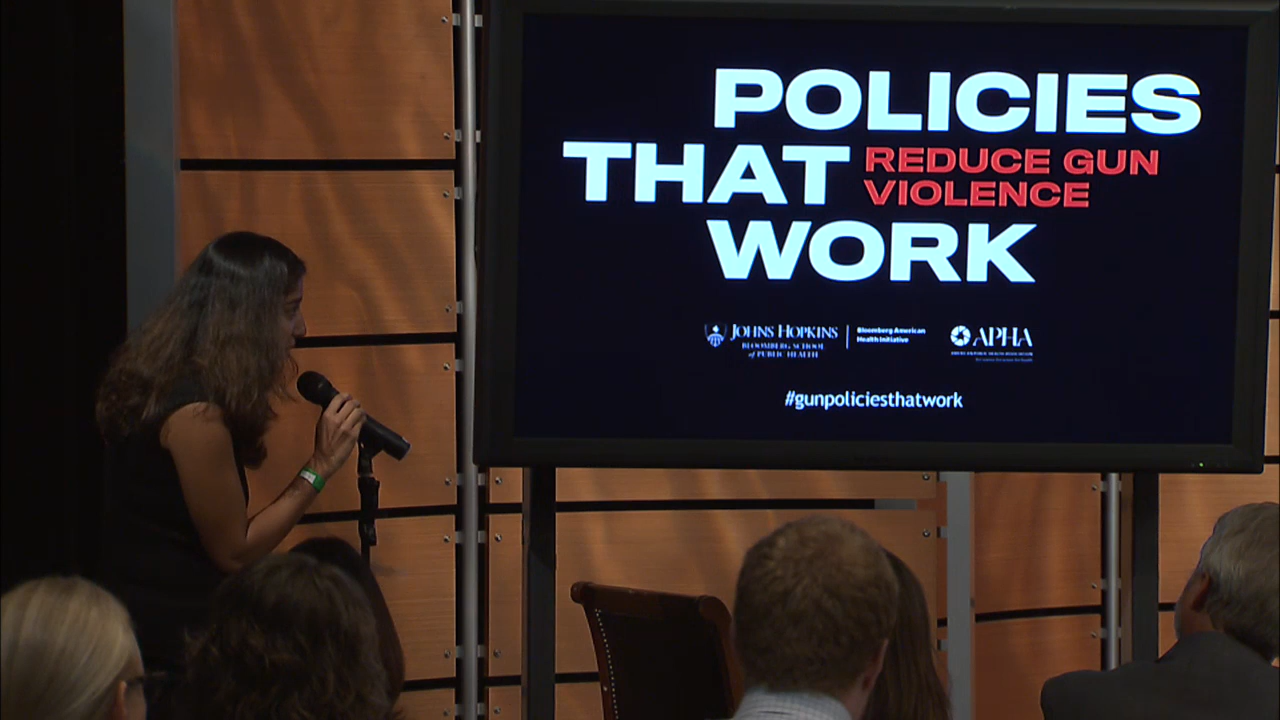 POLICIES
THAT REDUCE GUN
VIOLENCE
WORK
JOHNS HOPKINS
BLOOMBERG SCHOOL
of PUBLIC HEALTH
Bloomberg American
Health Initiative
APHA
#gunpoliciesthatwork